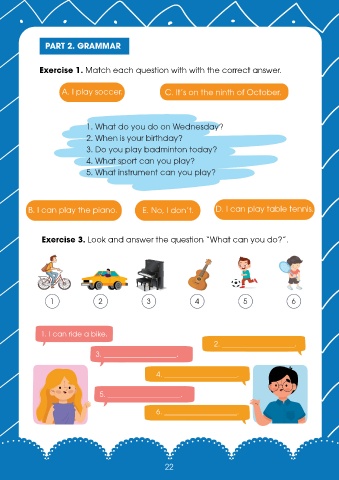 PART 2. GRAMMAR
Exercise 1. Match each question with with the correct answer.
A. I play soccer.
C. It's on the ninth of October.
1. What do you do on Wednesday?
2. When is your birthday?
3. Do you play badminton today?
4. What sport can you play?
5. What instrument can you play?
B. I can play the piano.
E. No, I don't.
D. I can play table tennis.
Exercise 3. Look and answer the question "What can you do?".
1 2 3 4 5 6
1. I can ride a bike.
2. ____________________.
3. ____________________.
4. ____________________
5. ____________________.
6. ____________________
22